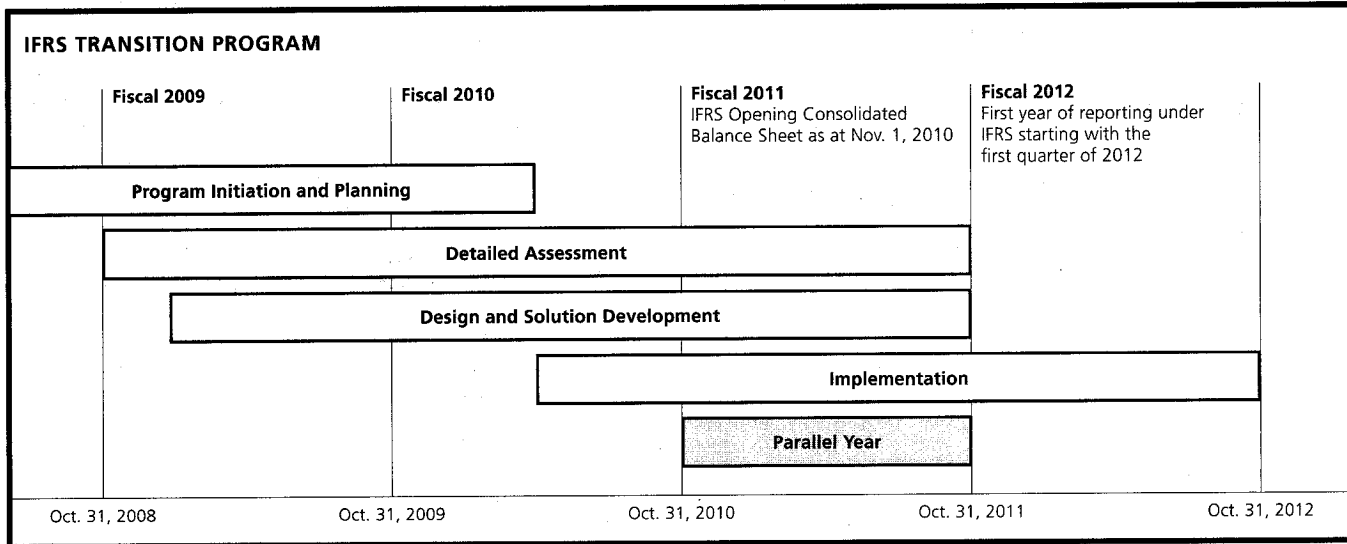 IFRS TRANSITION PROGRAM
Fiscal 2009
Fiscal 2010
Fiscal 2011
IFRS Opening Consolidated
Balance Sheet as at Nov. 1, 2010
Fiscal 2012
First year of reporting under
IFRS starting with the
first quarter of 2012
Program Initiation and Planning
Detailed Assessment
Design and Solution Development
Implementation
Parallel Year
Oct. 31, 2008
Oct. 31, 2009
Oct. 31, 2010
Oct. 31, 2011
Oct. 31, 2012